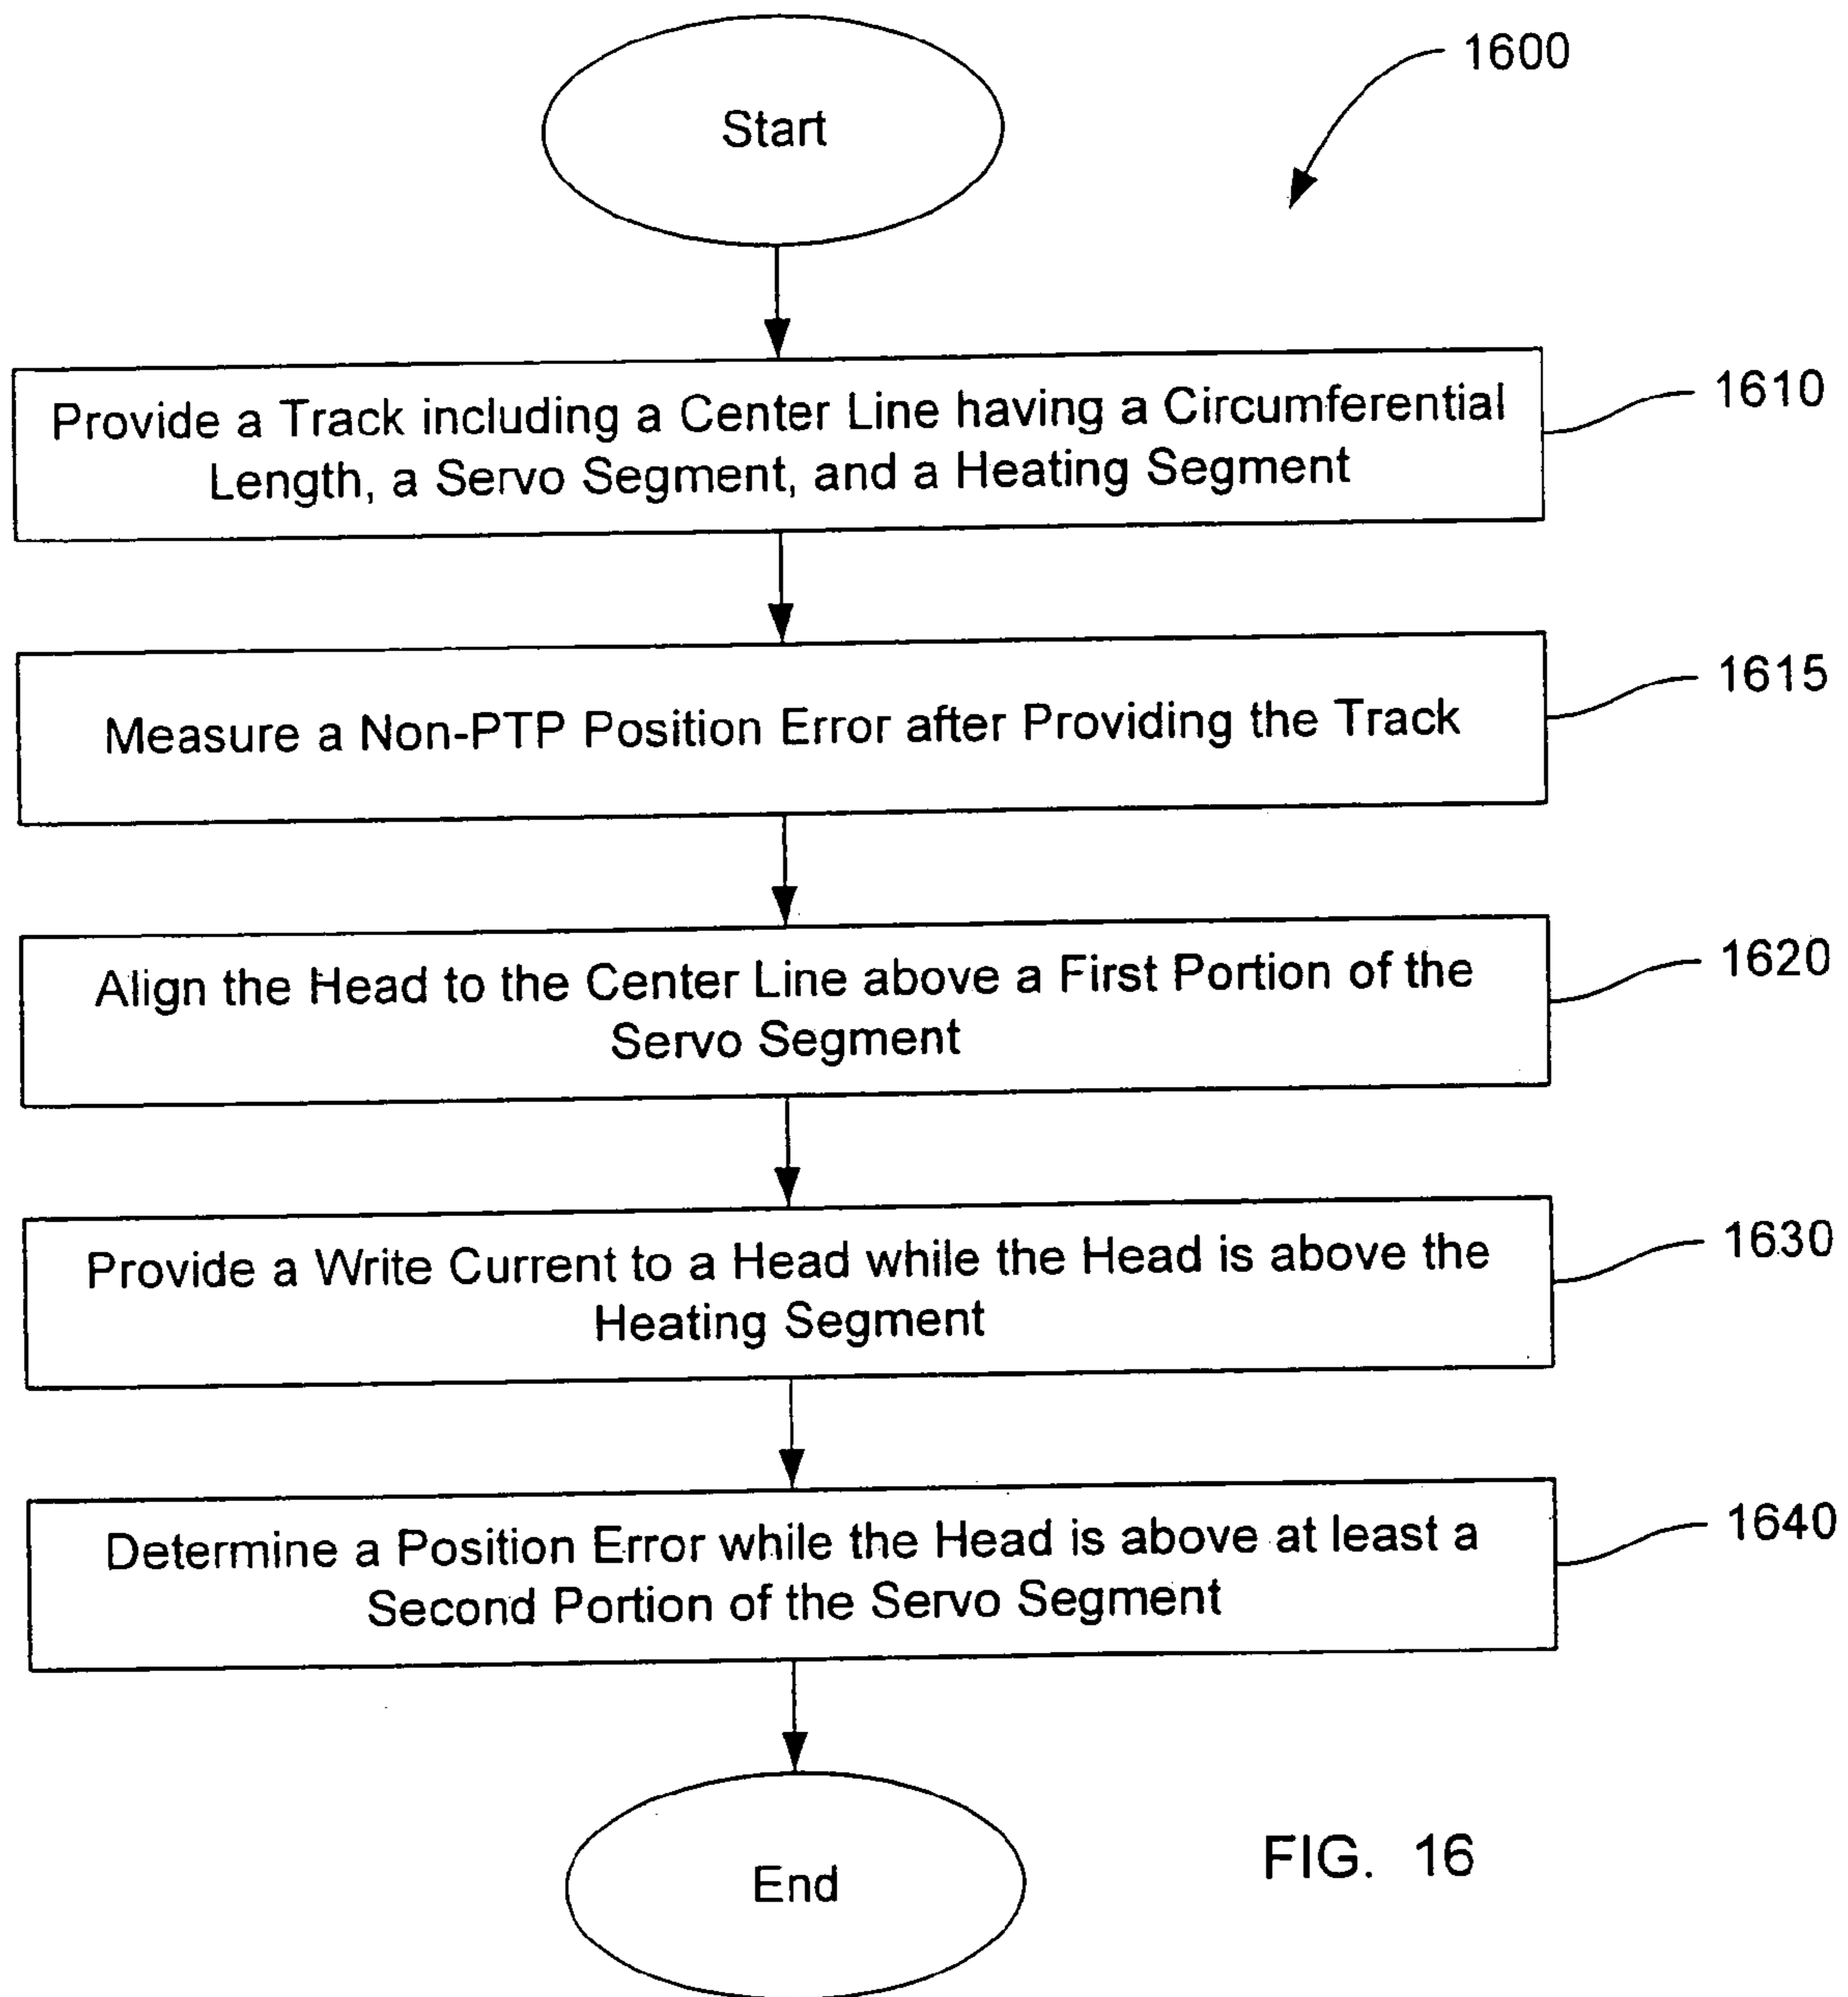 1600
Start
Provide a Track including a Center Line having a Circumferential
Length, a Servo Segment, and a Heating Segment
1610
Measure a Non-PTP Position Error after Providing the Track
1615
Align the Head to the Center Line above a First Portion of the
Servo Segment
1620
Provide a Write Current to a Head while the Head is above the
Heating Segment
1630
Determine a Position Error while the Head is above at least a
Second Portion of the Servo Segment
1640
End
FIG. 16